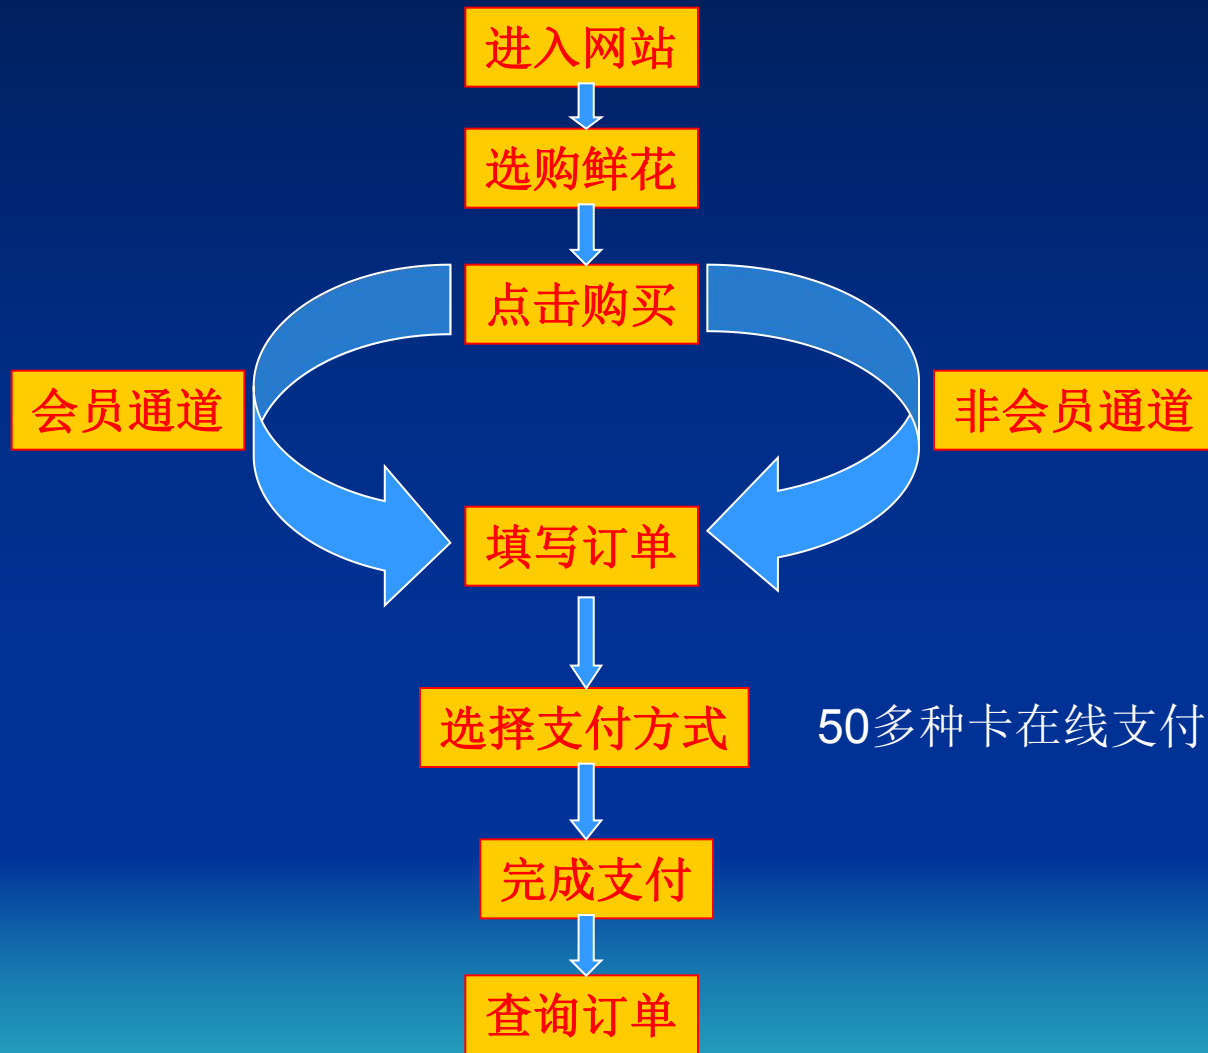 进入网站
选购鲜花
点击购买
会员通道
非会员通道
填写订单
选择支付方式
50多种卡在线支付
完成支付
查询订单